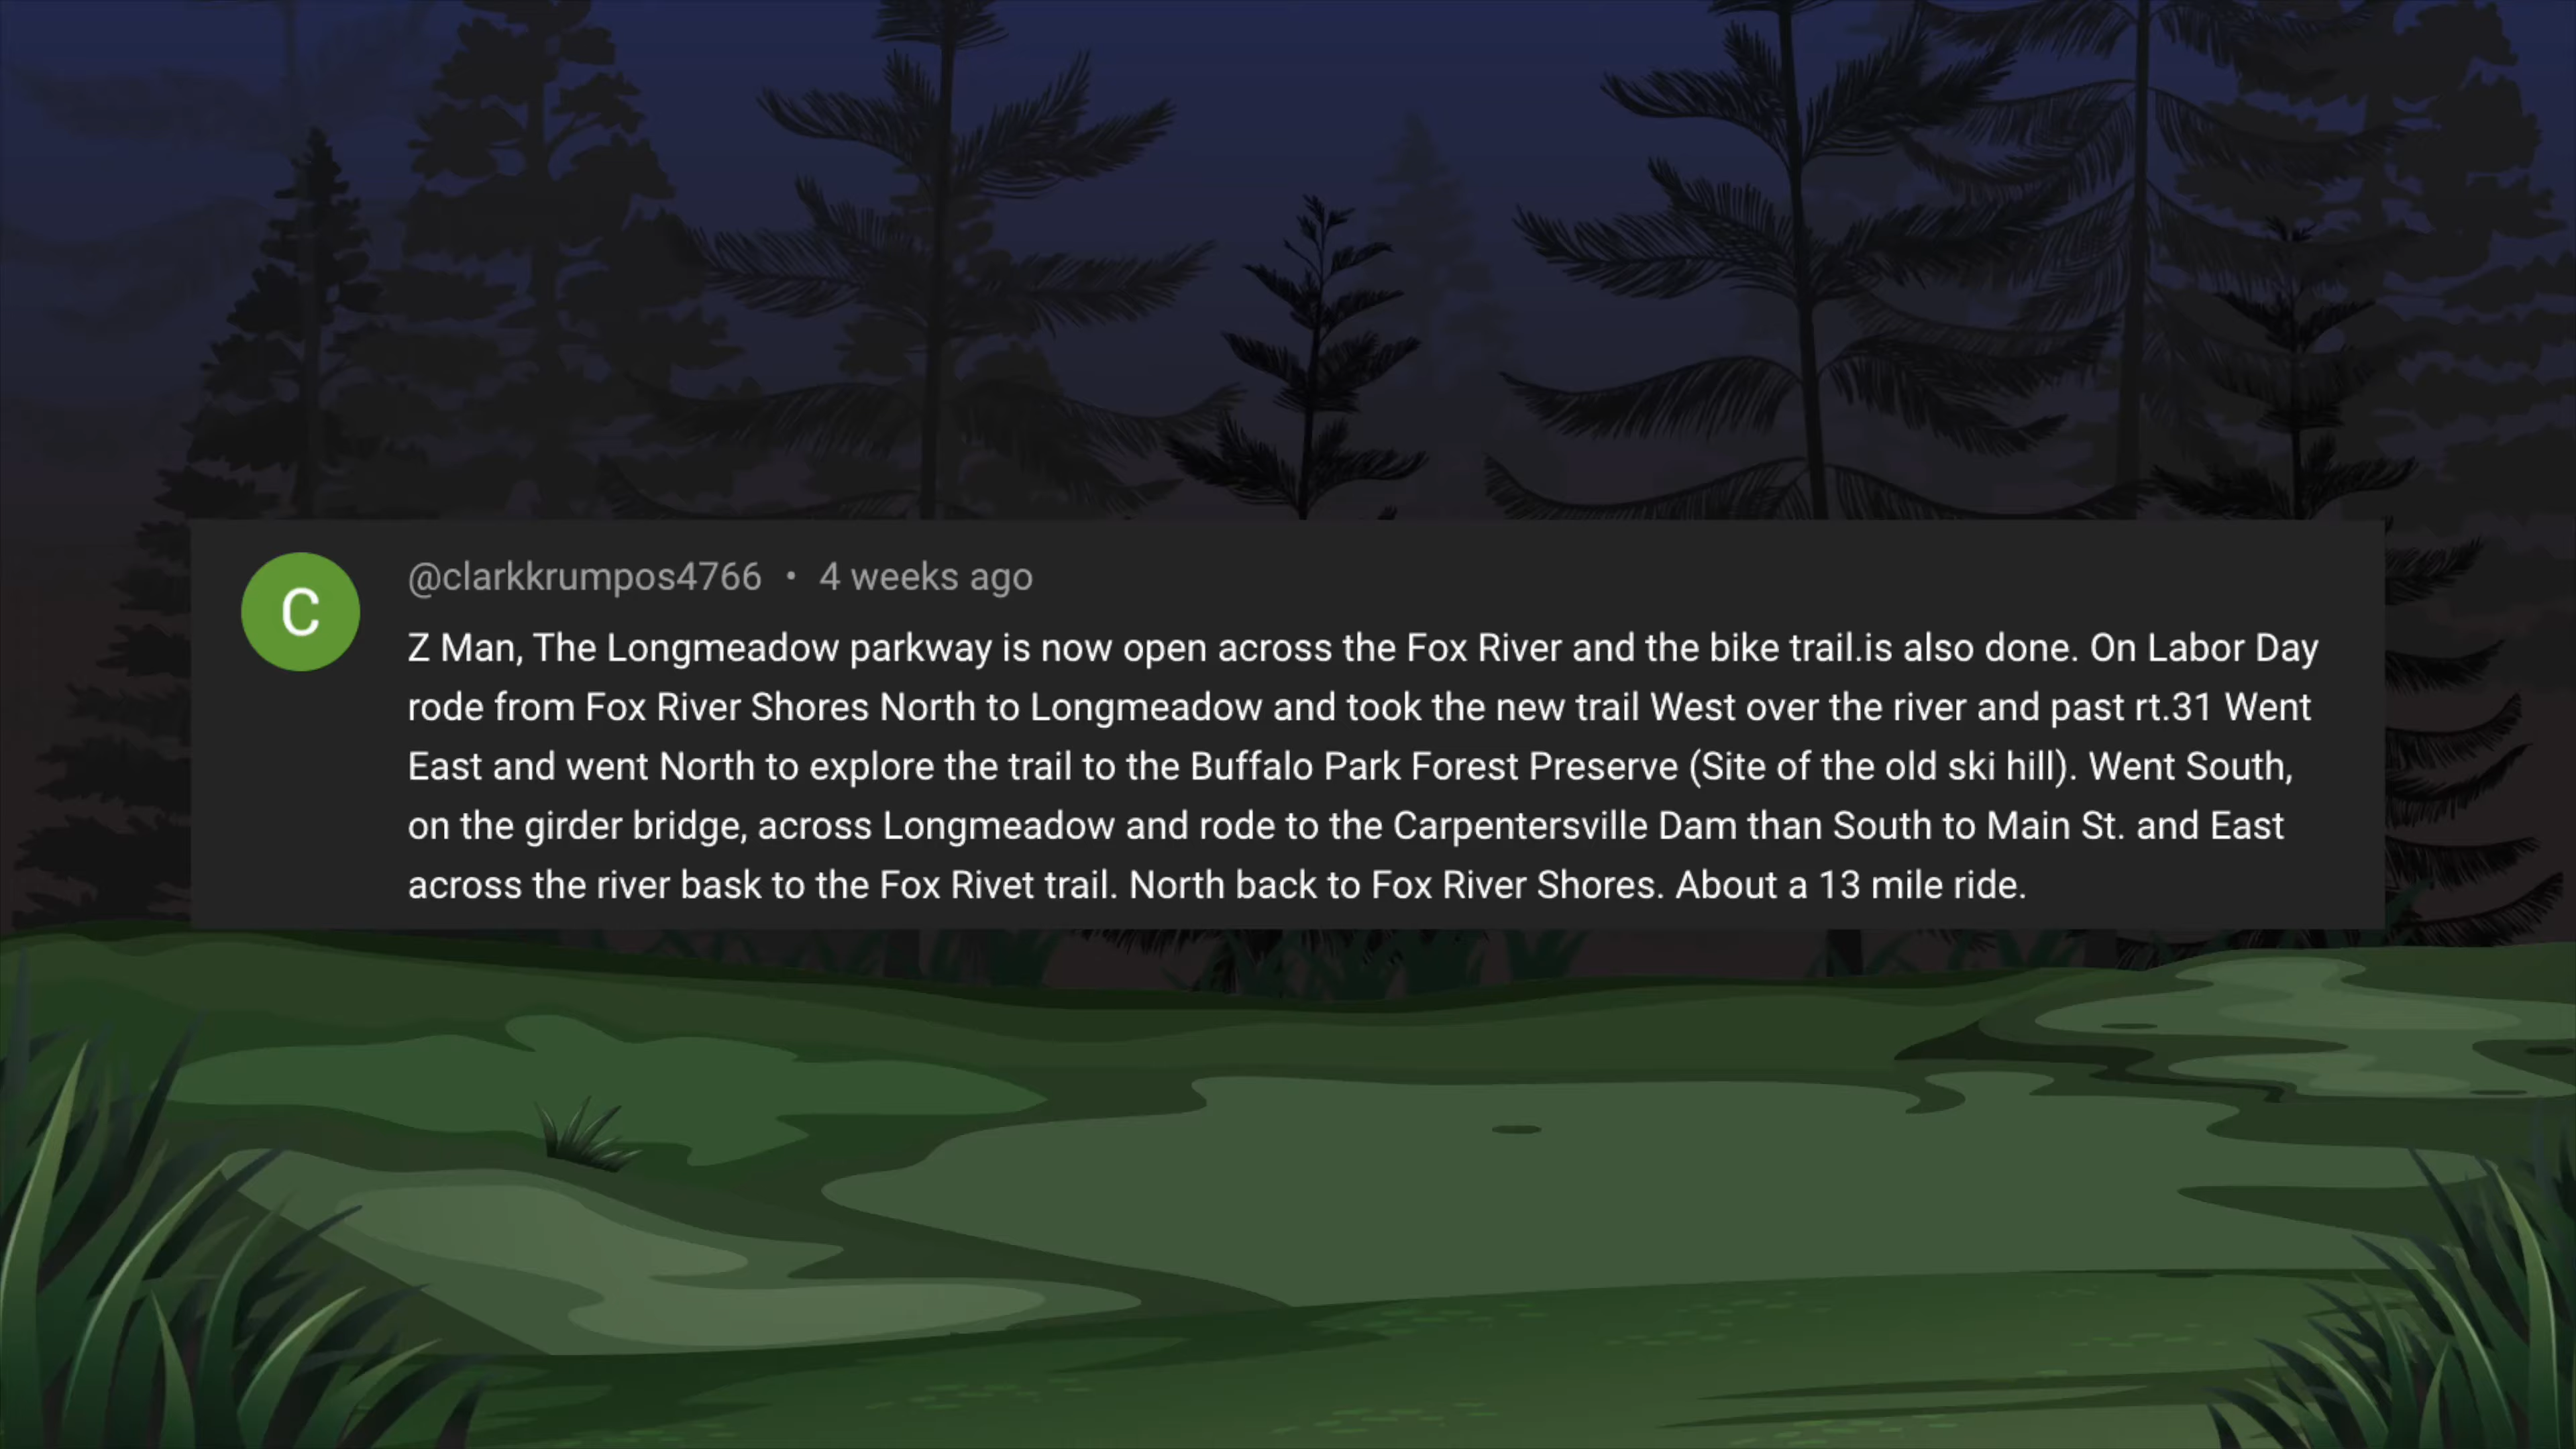 C
@clarkkrumpos4766 • 4 weeks ago
Z Man, The Longmeadow parkway is now open across the Fox River and the bike trail.is also done. On Labor Day
rode from Fox River Shores North to Longmeadow and took the new trail West over the river and past rt.31 Went
East and went North to explore the trail to the Buffalo Park Forest Preserve (Site of the old ski hill). Went South,
on the girder bridge, across Longmeadow and rode to the Carpentersville Dam than South to Main St. and East
across the river bask to the Fox Rivet trail. North back to Fox River Shores. About a 13 mile ride.